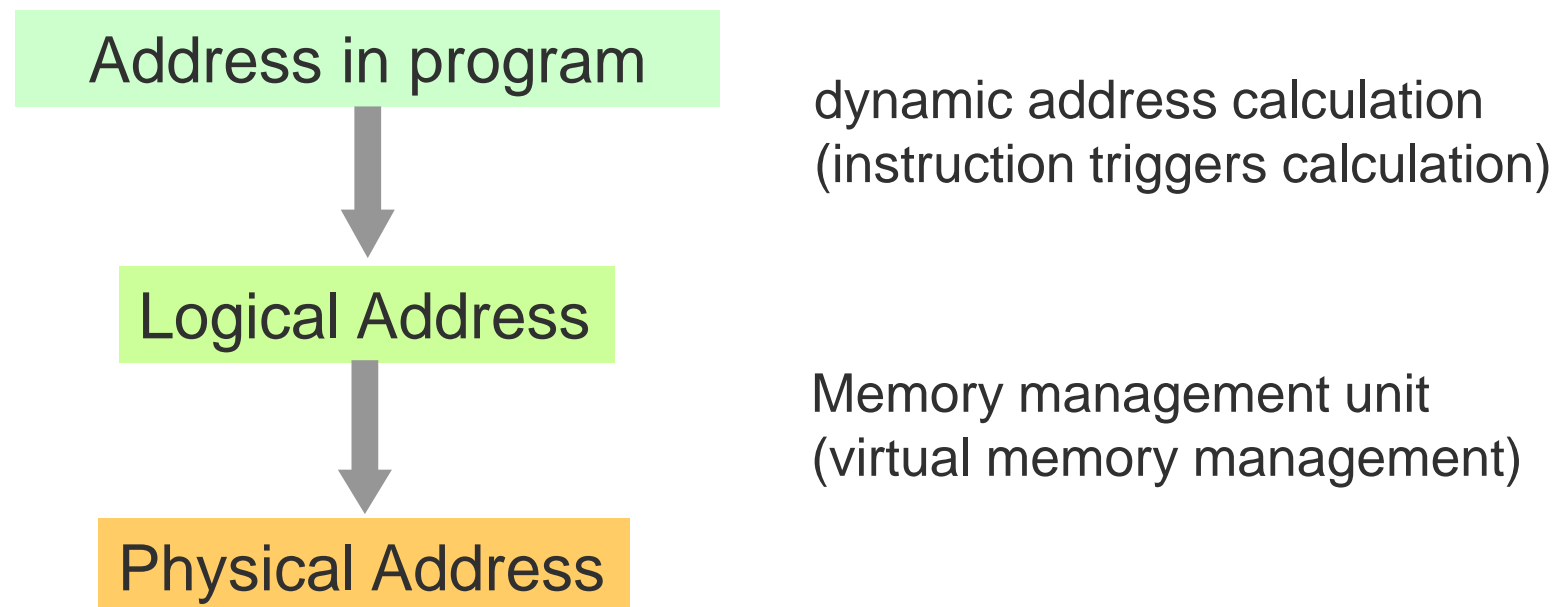 Address in program
dynamic address calculation
(instruction triggers calculation)
Logical Address
Memory management unit
(virtual memory management)
Physical Address